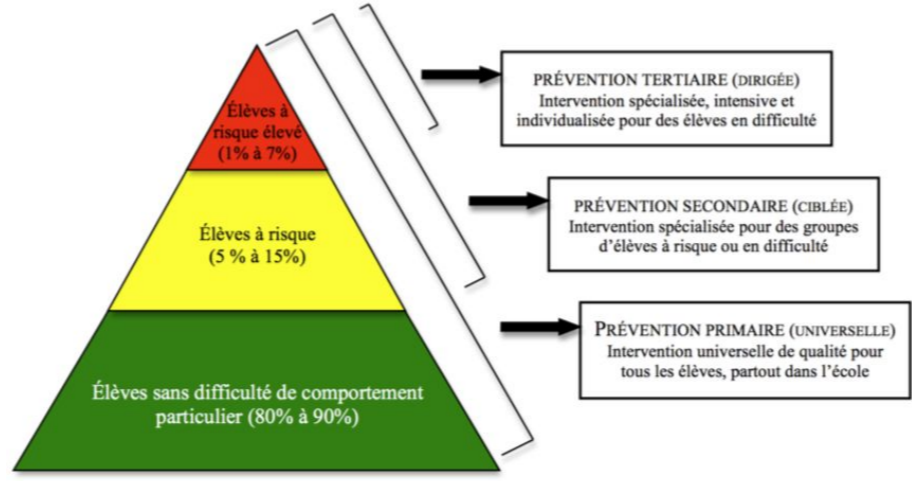 Élèves à
risque élevé
(1% à 7%)
Élèves à risque
(5 % à 15%)
Élèves sans difficulté de comportement
particulier (80% à 90%)
PRÉVENTION TERTIAIRE (DIRIGÉE)
Intervention spécialisée, intensive et
individualisée pour des élèves en difficulté
PRÉVENTION SECONDAIRE (CIBLÉE)
Intervention spécialisée pour des groupes
d'élèves à risque ou en difficulté
PRÉVENTION PRIMAIRE (UNIVERSELLE)
Intervention universelle de qualité pour
tous les élèves, partout dans l'école